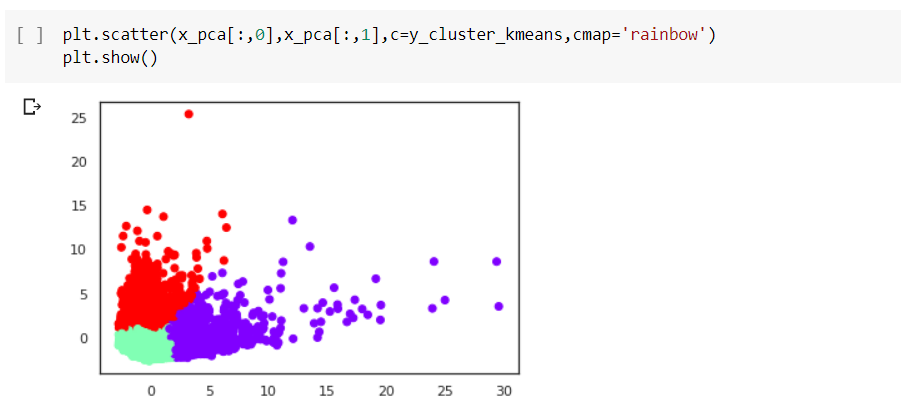 [ ] plt.scatter(x_pca[:,0],x_pca[:,1],c=y_cluster_kmeans,cmap='rainbow')
plt.show()
25
20
15
10
5
0
0 5 10 15 20 25 30